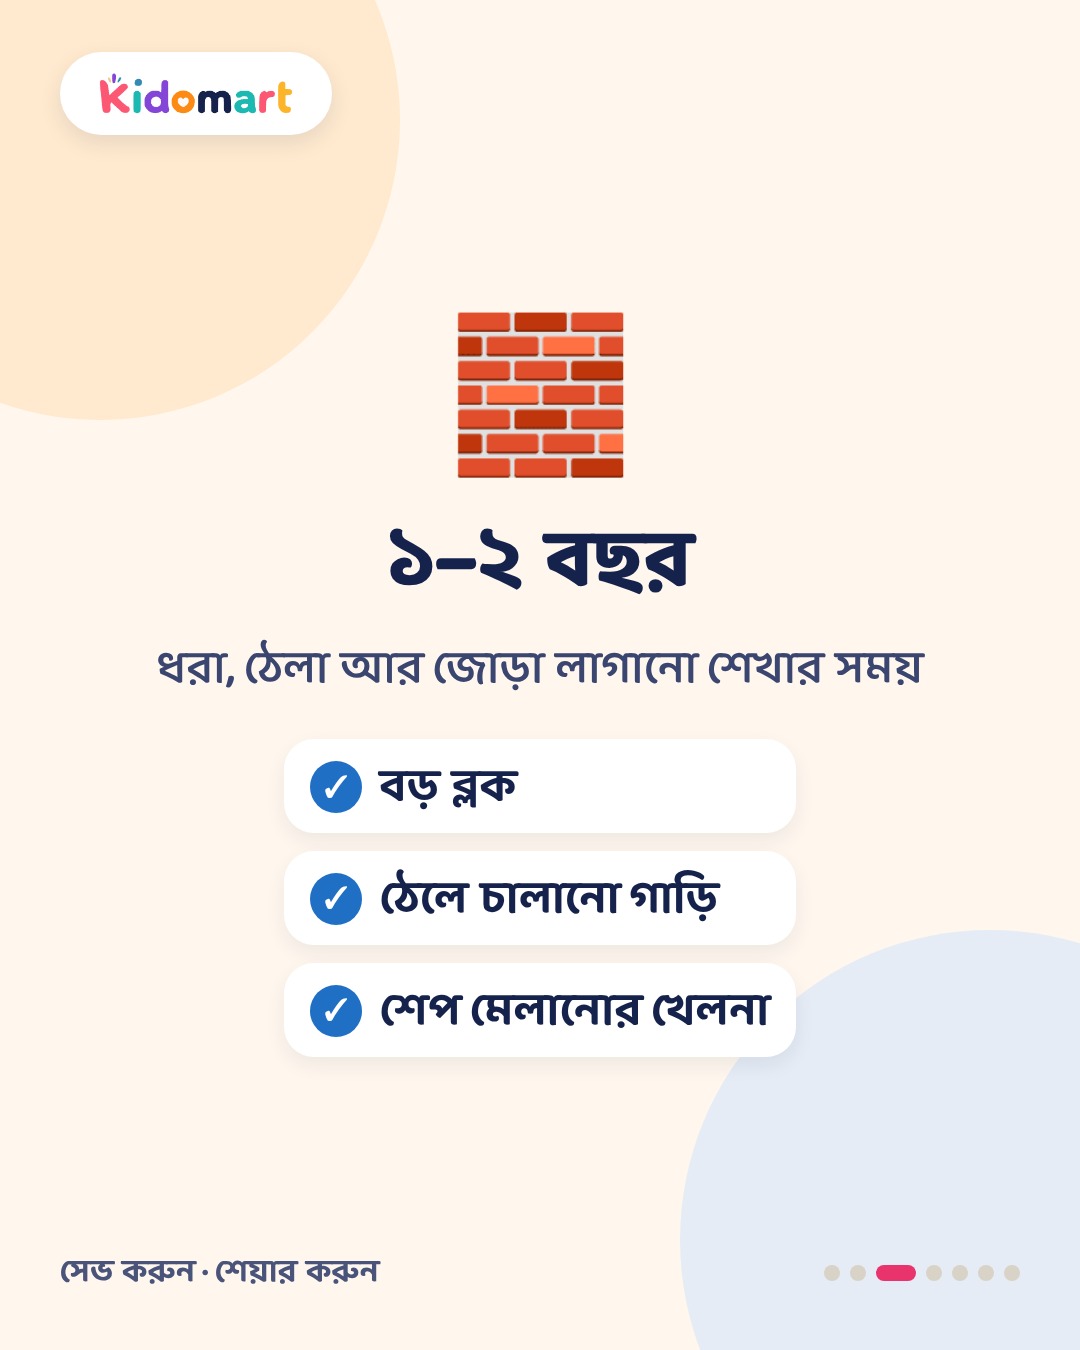 Kidomart
১–২ বছর
ধরা, ঠেলা আর জোড়া লাগানো শেখার সময়
✓ বড় ব্লক
✓ ঠেলে চালানো গাড়ি
✓ শেপ মেলানোর খেলনা
সেভ করুন · শেয়ার করুন